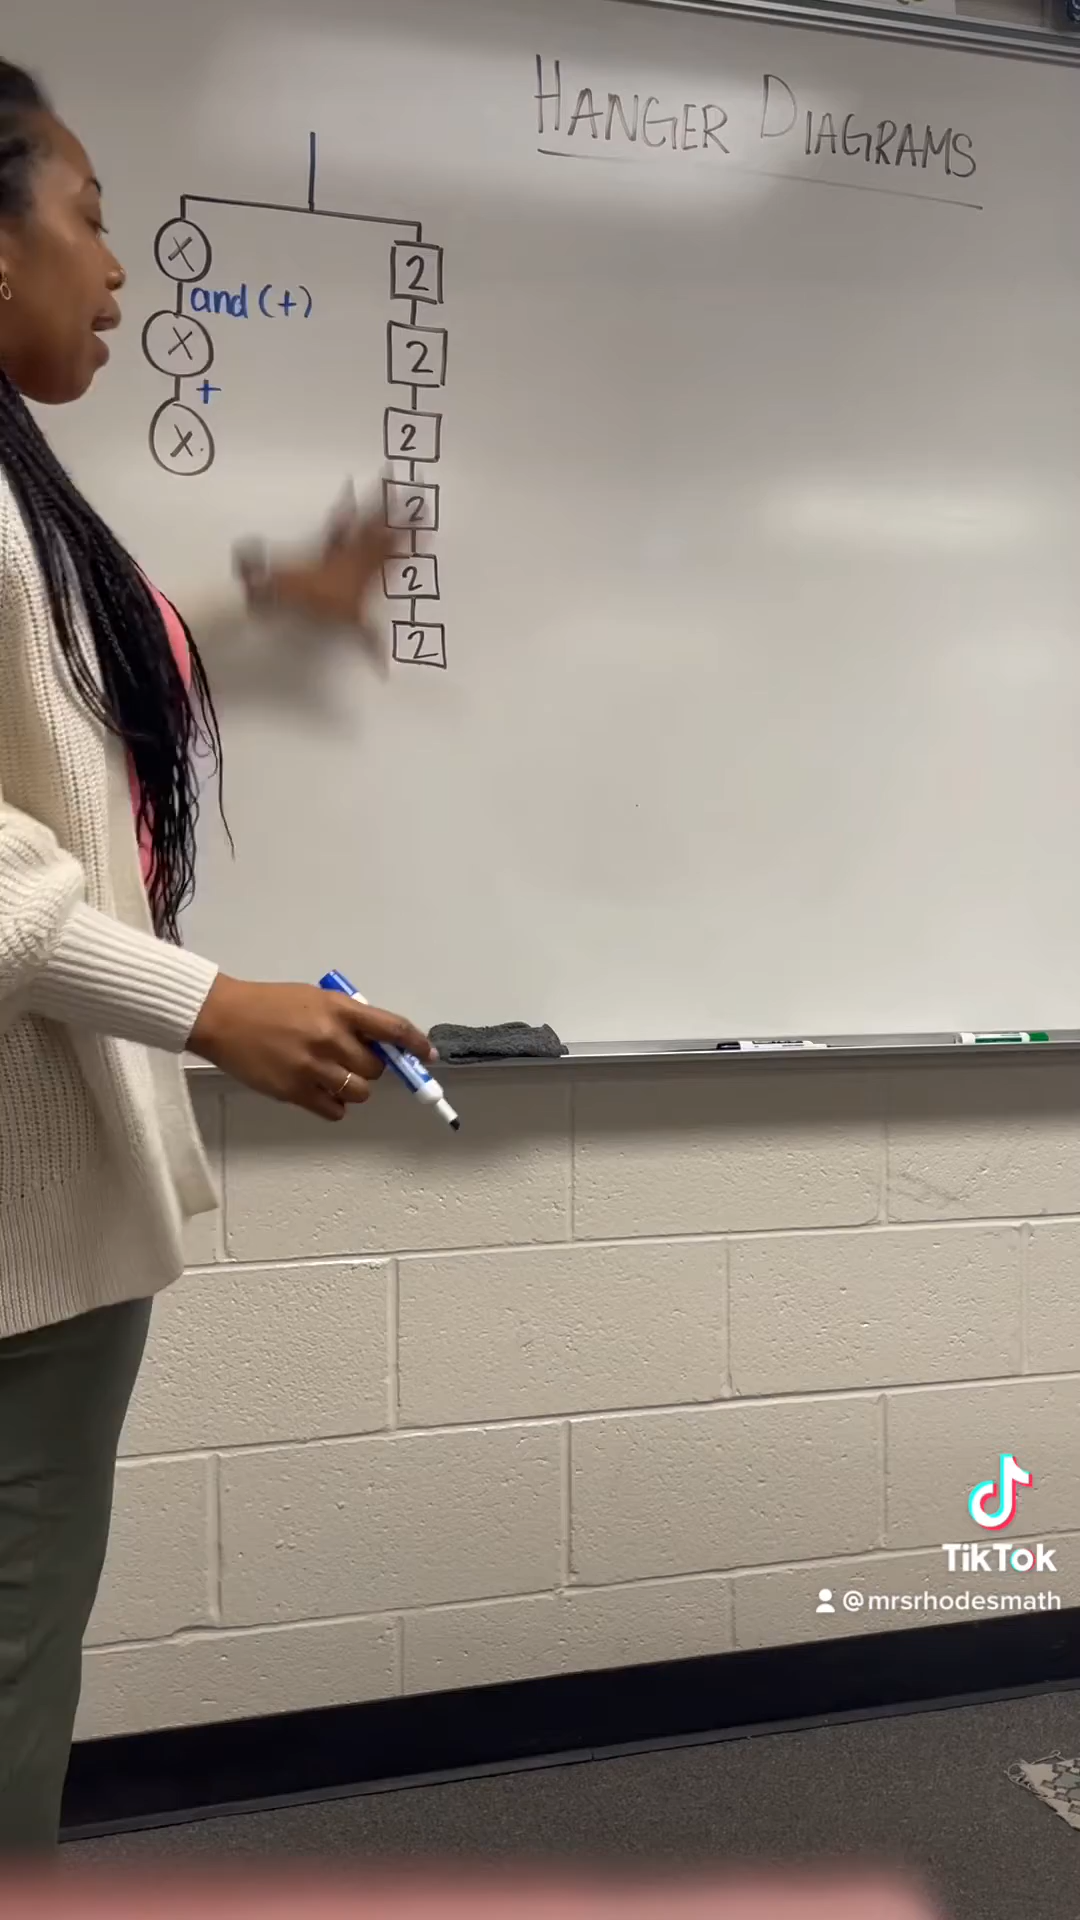 HANGER DIAGRAMS
X
and (+)
X
+
X
2
2
2
2
2
2
TikTok
@mrsrhodesmath